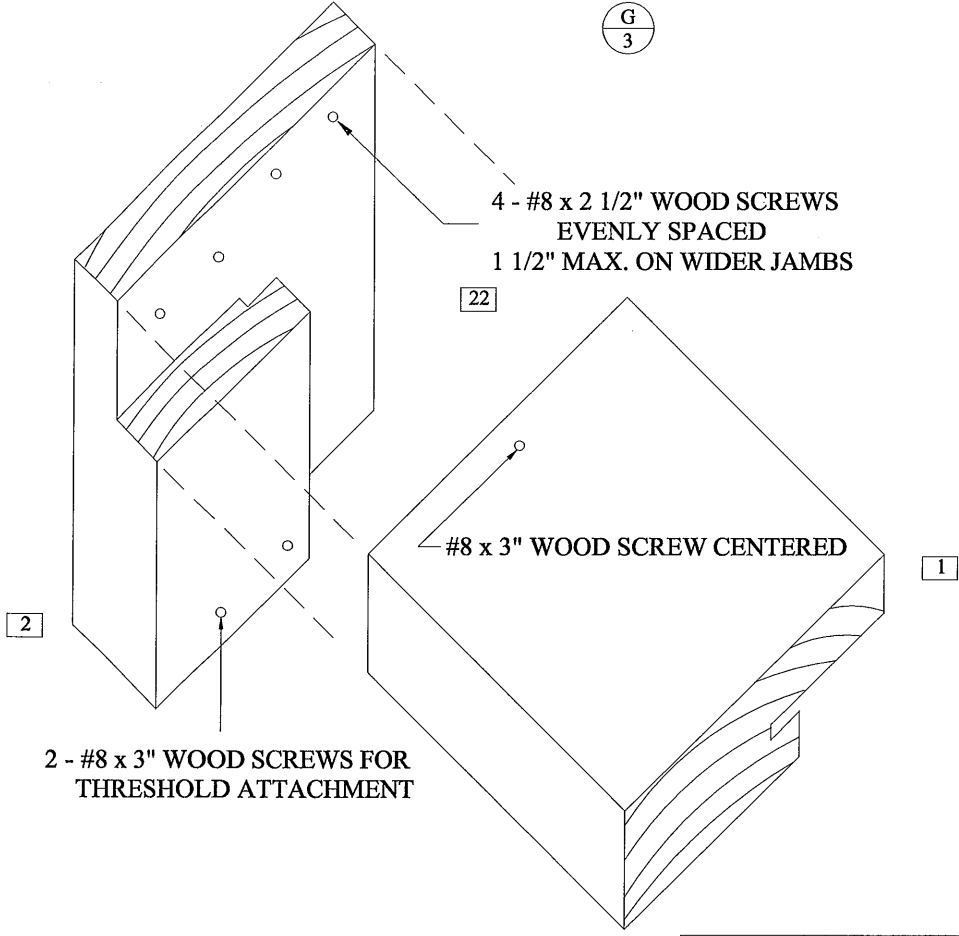 G
3
4 - #8 x 2 1/2" WOOD SCREWS
EVENLY SPACED
1 1/2" MAX. ON WIDER JAMBS
22
#8 x 3" WOOD SCREW CENTERED
1
2
2 - #8 x 3" WOOD SCREWS FOR
THRESHOLD ATTACHMENT